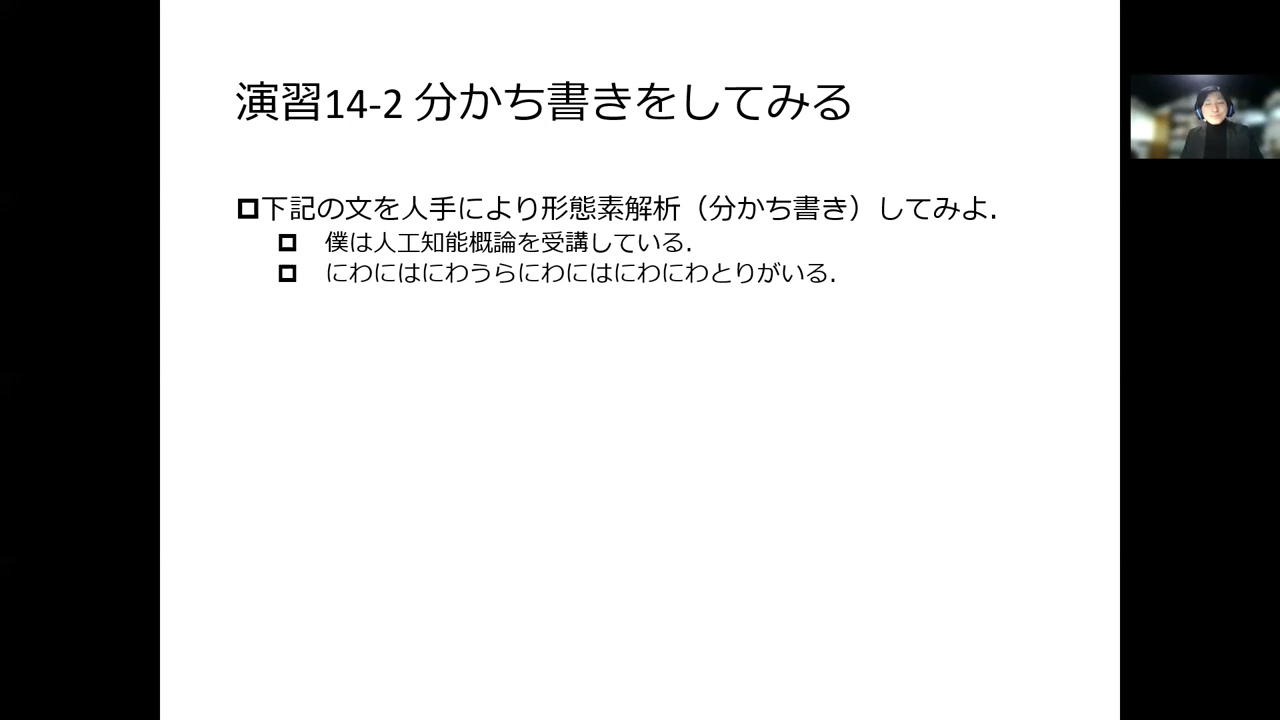 演習14-2 分かち書きをしてみる
下記の文を人手により形態素解析（分かち書き）してみよ.
僕は人工知能概論を受講している.
にわにはにわうらにわにはにわにわとりがいる.